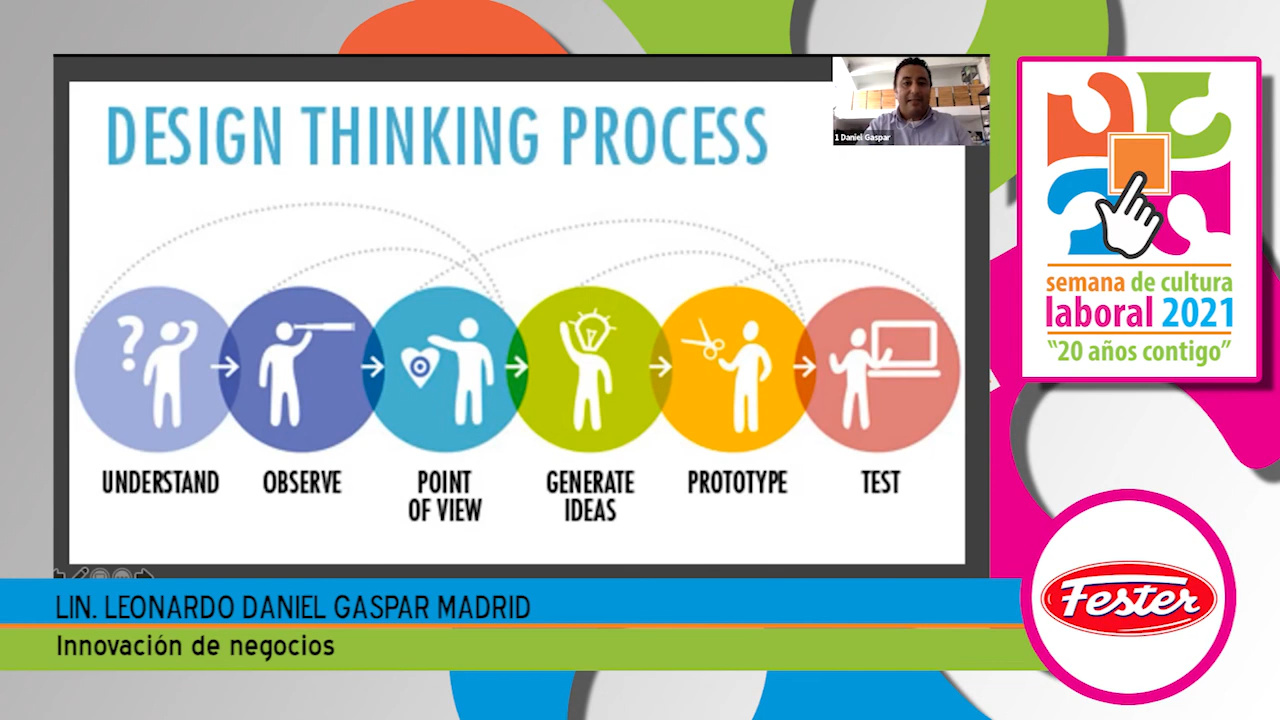 DESIGN THINKING PROCESS
1 Daniel Gaspar
?
UNDERSTAND
OBSERVE
POINT
OF VIEW
GENERATE
IDEAS
PROTOTYPE
TEST
LIN. LEONARDO DANIEL GASPAR MADRID
Innovación de negocios
semana de cultura
laboral 2021
“20 años contigo”
Fester